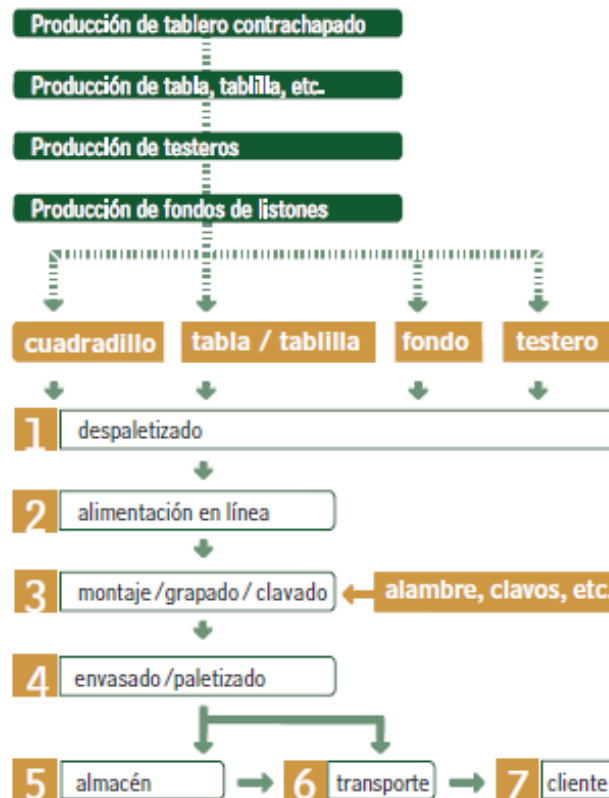 Producción de tablero contrachapado
Producción de tabla, tablilla, etc.
Producción de testeros
Producción de fondos de listones
cuadradillo
tabla / tablilla
fondo
testero
1 despaletizado
2 alimentación en línea
3 montaje/grapado/clavado
alambre, clavos, etc.
4 envasado/paletizado
5 almacén
6 transporte
7 cliente